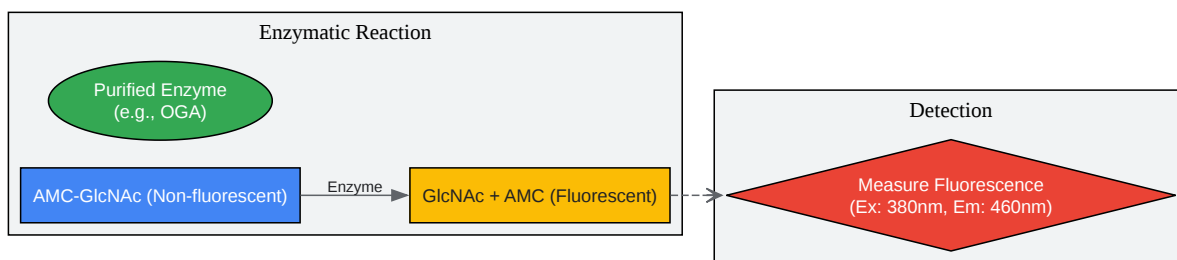 Enzymatic Reaction
Purified Enzyme
(e.g., OGA)
AMC-GlcNAc (Non-fluorescent)
Enzyme
GlcNAc + AMC (Fluorescent)
Detection
Measure Fluorescence
(Ex: 380nm, Em: 460nm)